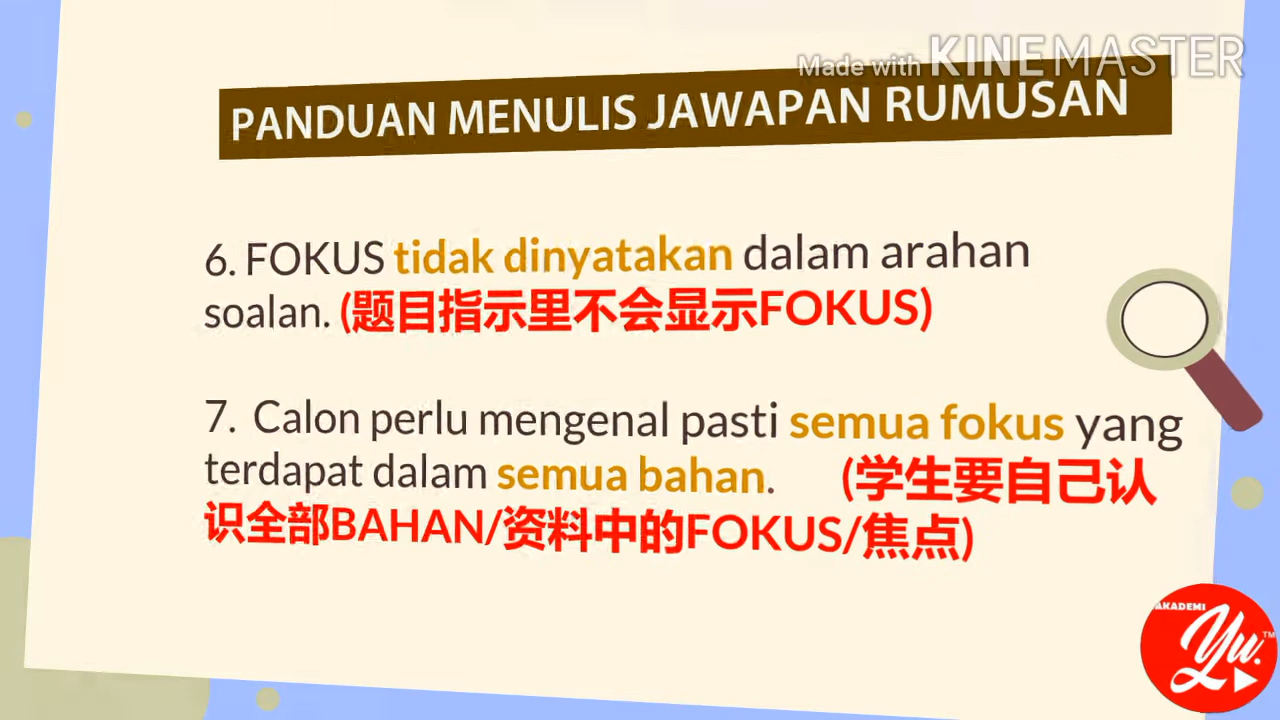 Made with KINEMASTER
PANDUAN MENULIS JAWAPAN RUMUSAN
6. FOKUS tidak dinyatakan dalam arahan
soalan. (题目指示里不会显示FOKUS)
7. Calon perlu mengenal pasti semua fokus yang
terdapat dalam semua bahan. (学生要自己认
识全部BAHAN/资料中的FOKUS/焦点)
AKADEMI
Yu.
TM